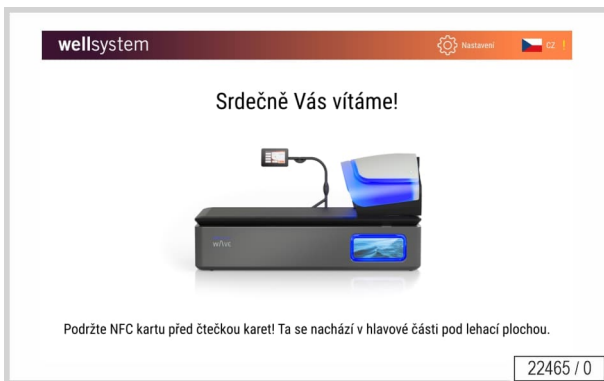 wellsystem
Nastavení
CZ !
Srdečně Vás vítáme!
WAVE
Podržte NFC kartu před čtečkou karet! Ta se nachází v hlavové části pod lehací plochou.
22465 / 0